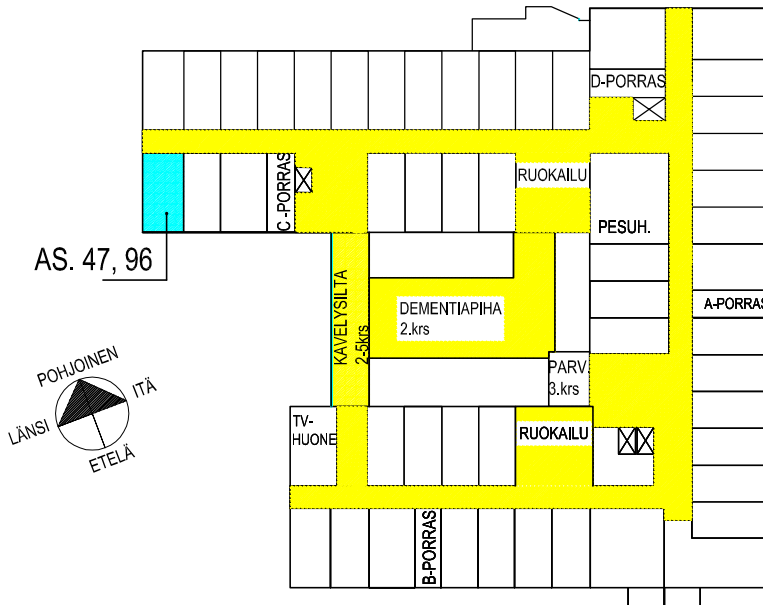 D-PORRAS
C-PORRAS
RUOKAILU
PESUH.
AS. 47, 96
KÄVELYSILTA
2-5krs
DEMENTIAPIHA
2.krs
A-PORRAS
PARV.
3.krs
POHJOINEN
ITÄ
LÄNSI
ETELÄ
TV-
HUONE
RUOKAILU
B-PORRAS